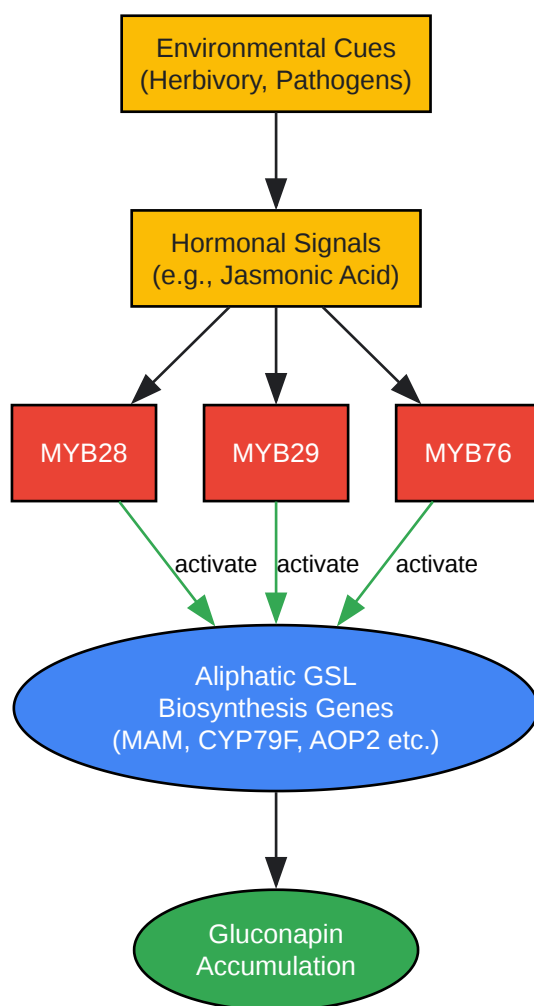 Environmental Cues
(Herbivory, Pathogens)
Hormonal Signals
(e.g., Jasmonic Acid)
MYB28
MYB29
MYB76
activate
activate
activate
Aliphatic GSL
Biosynthesis Genes
(MAM, CYP79F, AOP2 etc.)
Gluconapin
Accumulation